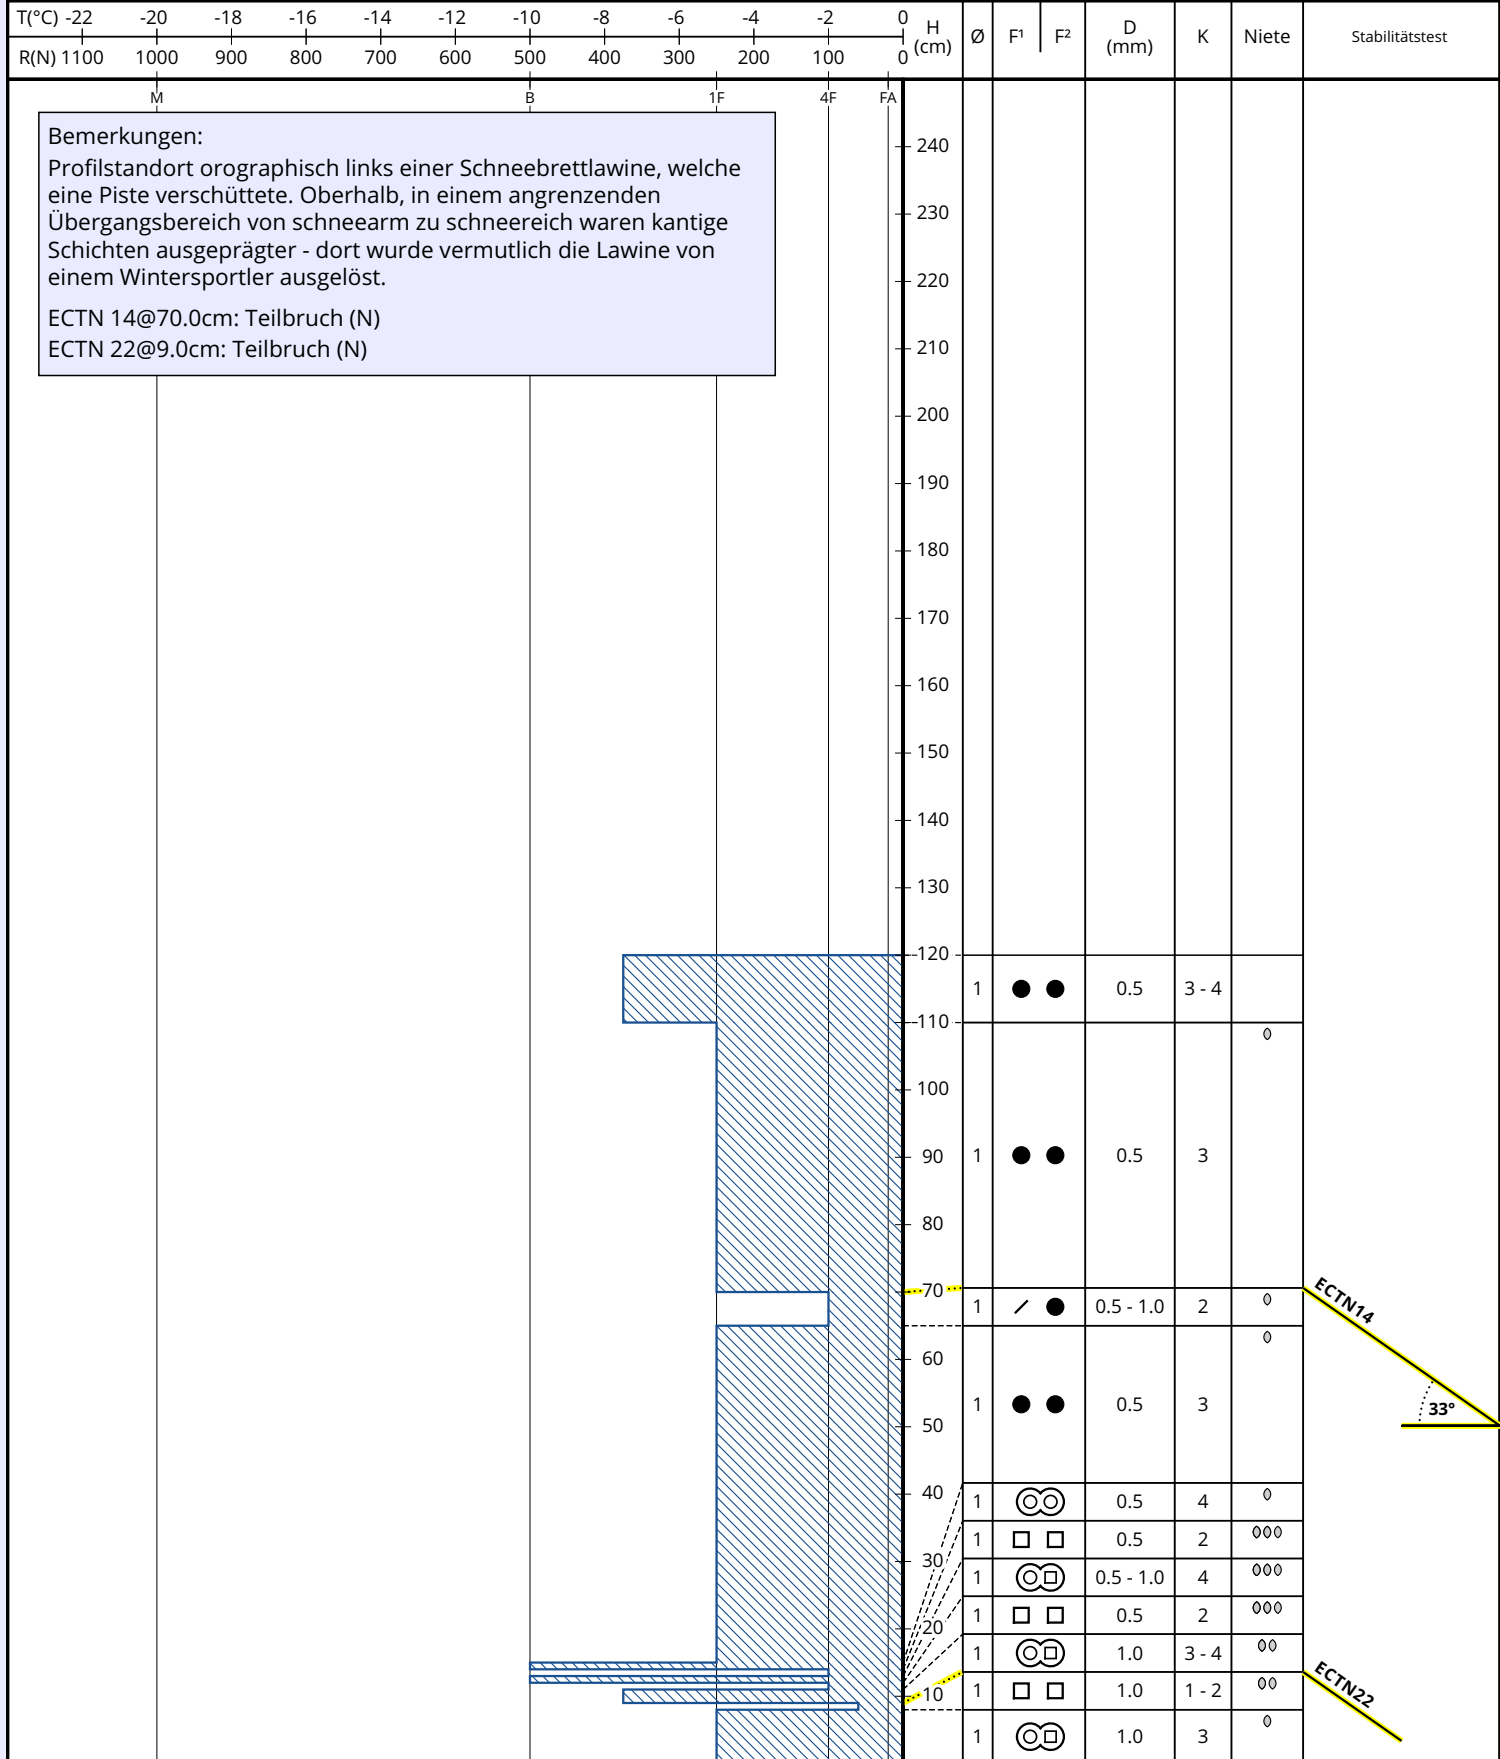 T(°C) -22 -20 -18 -16 -14 -12 -10 -8 -6 -4 -2 0
R(N) 1100 1000 900 800 700 600 500 400 300 200 100 0
H (cm) Ø F¹ F² D (mm) K Niete Stabilitätstest
M B 1F 4F FA
Bemerkungen:
Profilstandort orographisch links einer Schneebrettlawine, welche
eine Piste verschüttete. Oberhalb, in einem angrenzenden
Übergangsbereich von schneearm zu schneereich waren kantige
Schichten ausgeprägter - dort wurde vermutlich die Lawine von
einem Wintersportler ausgelöst.
ECTN 14@70.0cm: Teilbruch (N)
ECTN 22@9.0cm: Teilbruch (N)
240
230
220
210
200
190
180
170
160
150
140
130
120
1 0.5 3 - 4
110
100
1 0.5 3
90
80
70
ECTN14
1 0.5 - 1.0 2
60
1 0.5 3
33°
50
40
1 0.5 4
1 0.5 2
30
1 0.5 - 1.0 4
1 0.5 2
20
1 1.0 3 - 4
ECTN22
1 1.0 1 - 2
10
1 1.0 3